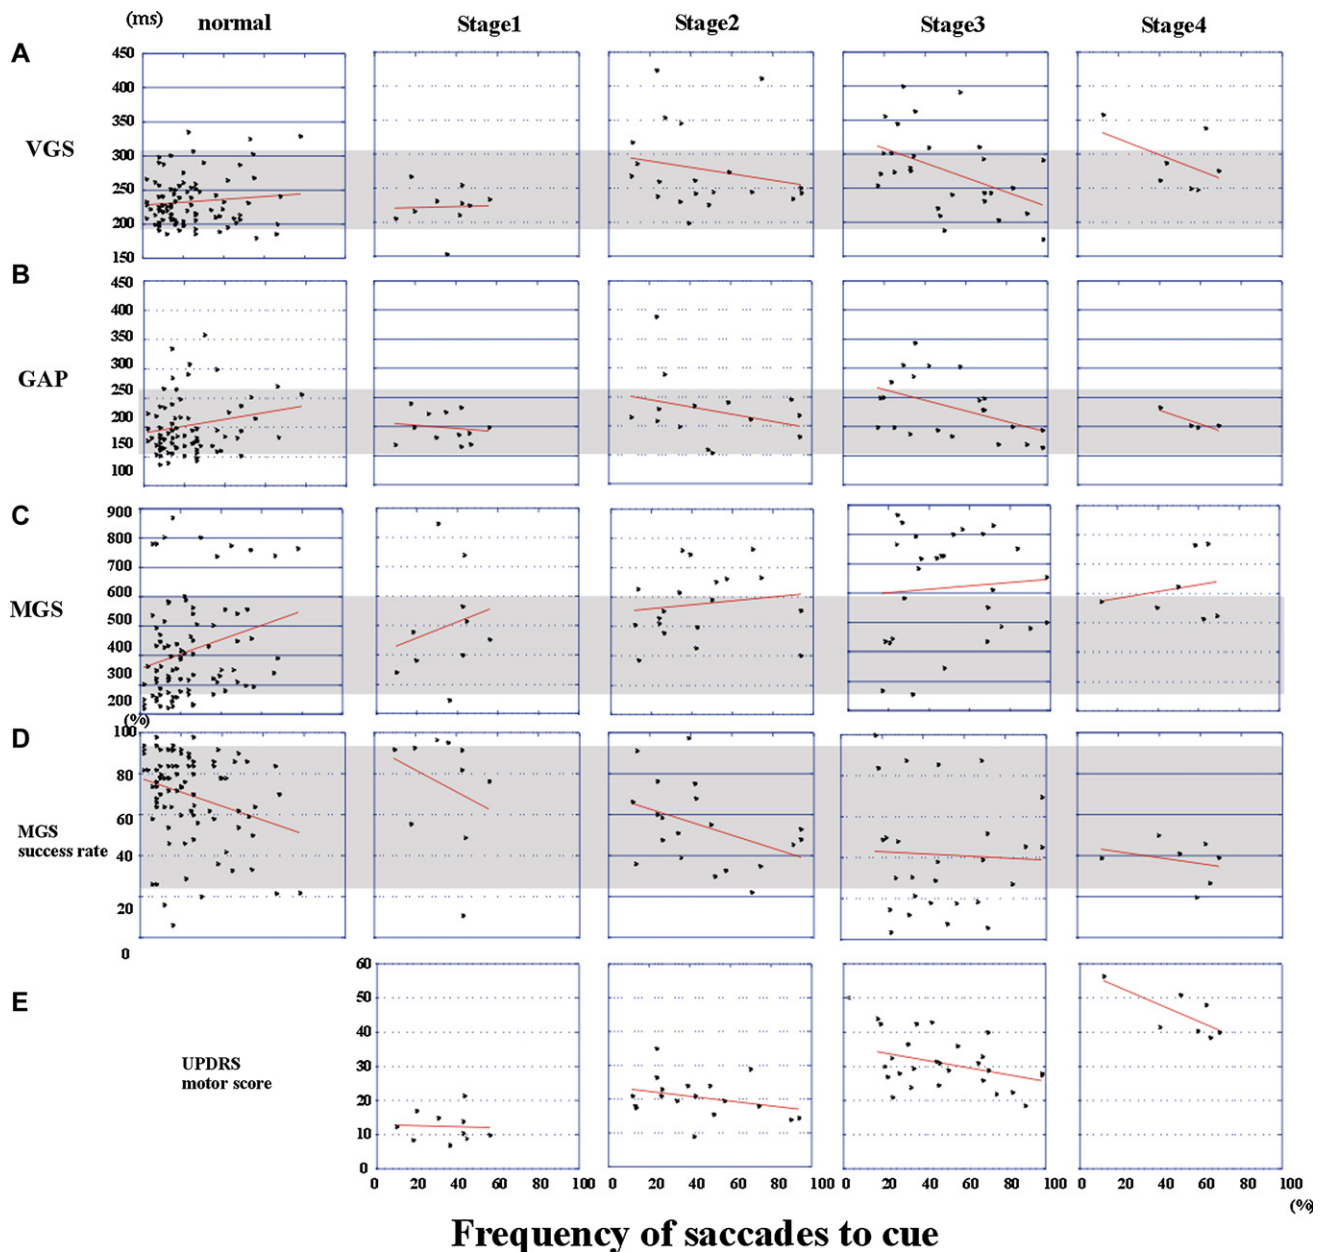 (ms) normal Stage1 Stage2 Stage3 Stage4
A
450
400
350
VGS
300
250
200
150
B
450
400
350
300
GAP
250
200
150
100
C
900
800
700
600
MGS
500
400
300
200
(%)
D
100
80
60
MGS
success rate
40
20
0
E
60
50
40
UPDRS
motor score
30
20
10
0
0 20 40 60 80 100 20 40 60 80 100 0 20 40 60 80 100 20 40 60 80 100
(%)
Frequency of saccades to cue